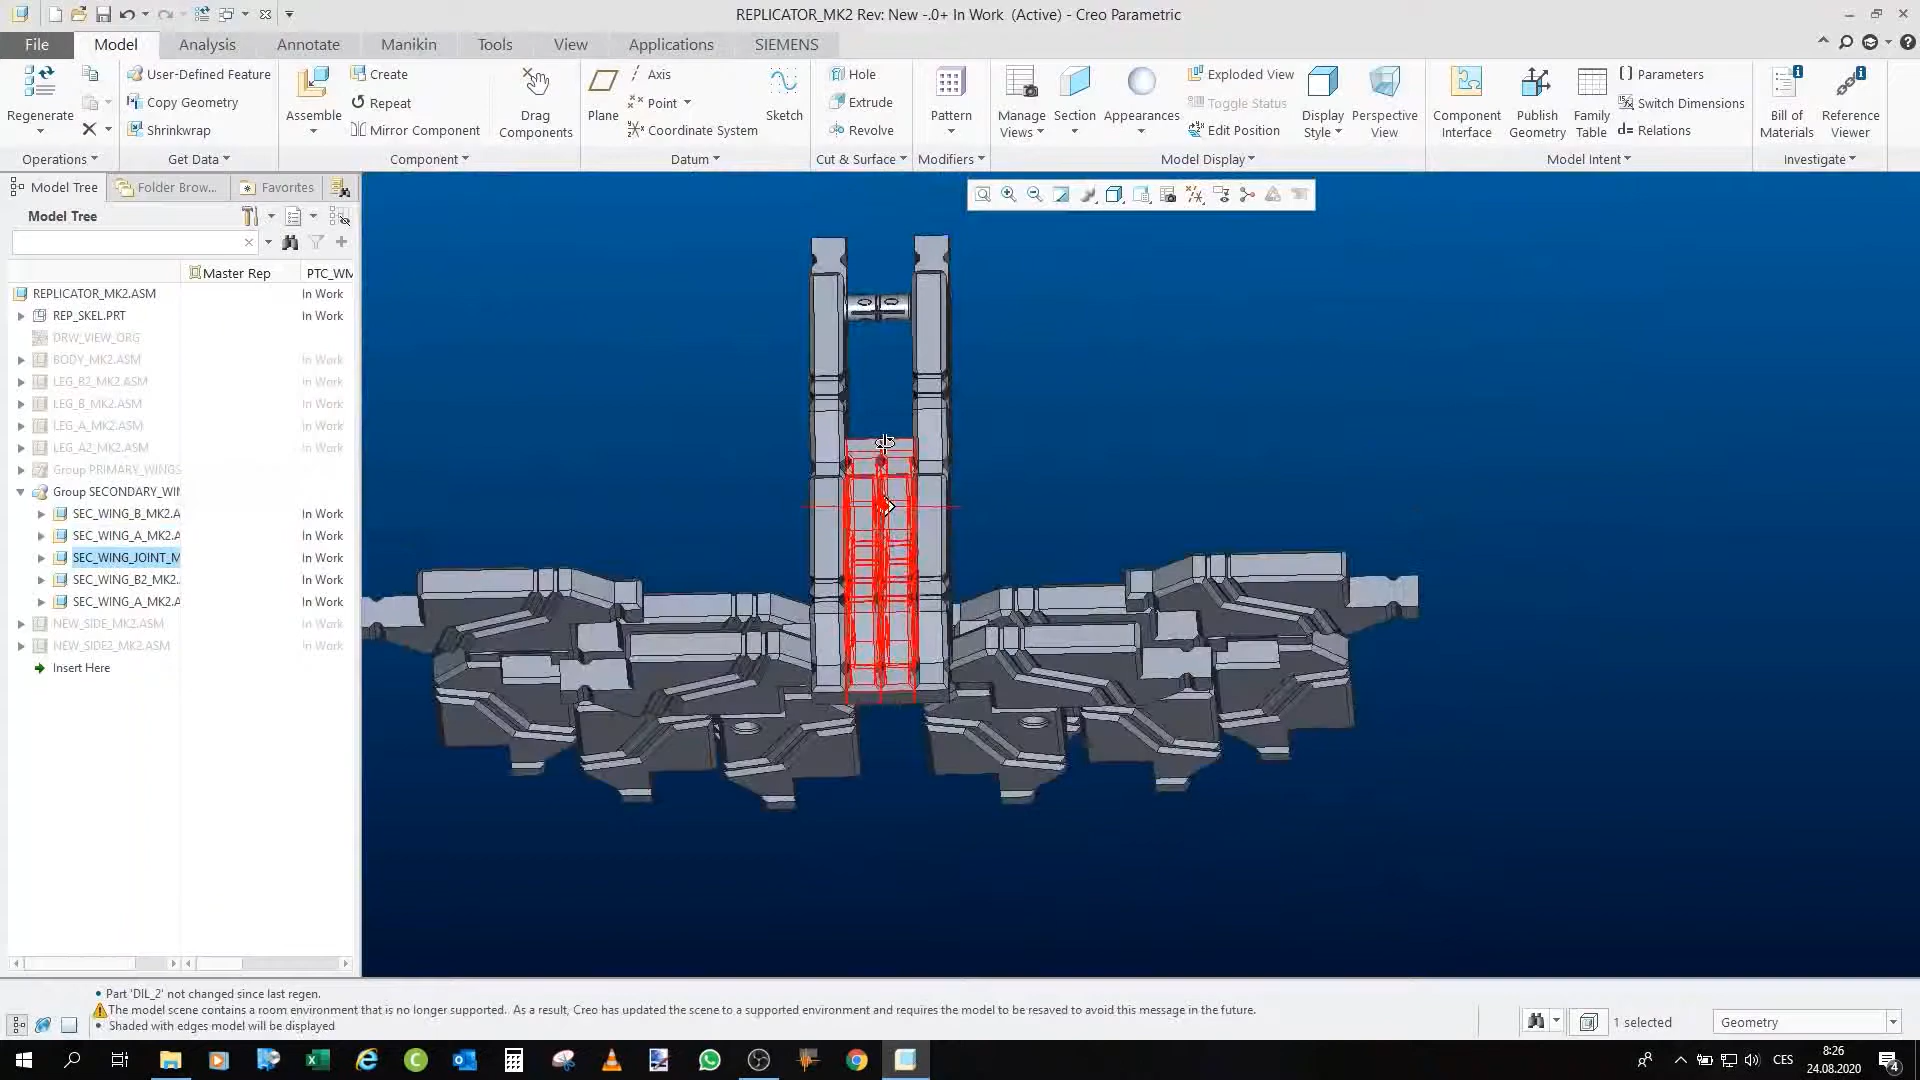 REPLICATOR_MK2 Rev: New -.0+ In Work (Active) - Creo Parametric
File Model Analysis Annotate Manikin Tools View Applications SIEMENS
Regenerate
Operations
User-Defined Feature
Copy Geometry
Shrinkwrap
Get Data
Assemble
Create
Repeat
Mirror Component
Drag
Components
Component
Plane
Axis
Point
Coordinate System
Sketch
Datum
Hole
Extrude
Revolve
Cut & Surface
Pattern
Modifiers
Manage
Views
Section
Appearances
Exploded View
Toggle Status
Edit Position
Display
Style
Perspective
View
Model Display
Component
Interface
Publish
Geometry
Family
Table
Parameters
Switch Dimensions
d= Relations
Model Intent
Bill of
Materials
Reference
Viewer
Investigate
Model Tree Folder Brow... Favorites
Model Tree
Master Rep PTC_WM
REPLICATOR_MK2.ASM In Work
REP_SKEL.PRT In Work
DRW_VIEW_ORG
BODY_MK2.ASM In Work
LEG_B2_MK2.ASM In Work
LEG_B_MK2.ASM In Work
LEG_A_MK2.ASM In Work
LEG_A2_MK2.ASM In Work
Group PRIMARY_WINGS
Group SECONDARY_WIN
SEC_WING_B_MK2.A In Work
SEC_WING_A_MK2.A In Work
SEC_WING_JOINT_M In Work
SEC_WING_B2_MK2. In Work
SEC_WING_A_MK2.A In Work
NEW_SIDE_MK2.ASM In Work
NEW_SIDE2_MK2.ASM In Work
Insert Here
• Part 'DIL_2' not changed since last regen.
The model scene contains a room environment that is no longer supported. As a result, Creo has updated the scene to a supported environment and requires the model to be resaved to avoid this message in the future.
• Shaded with edges model will be displayed
1 selected
Geometry
CES
8:26
24.08.2020
4